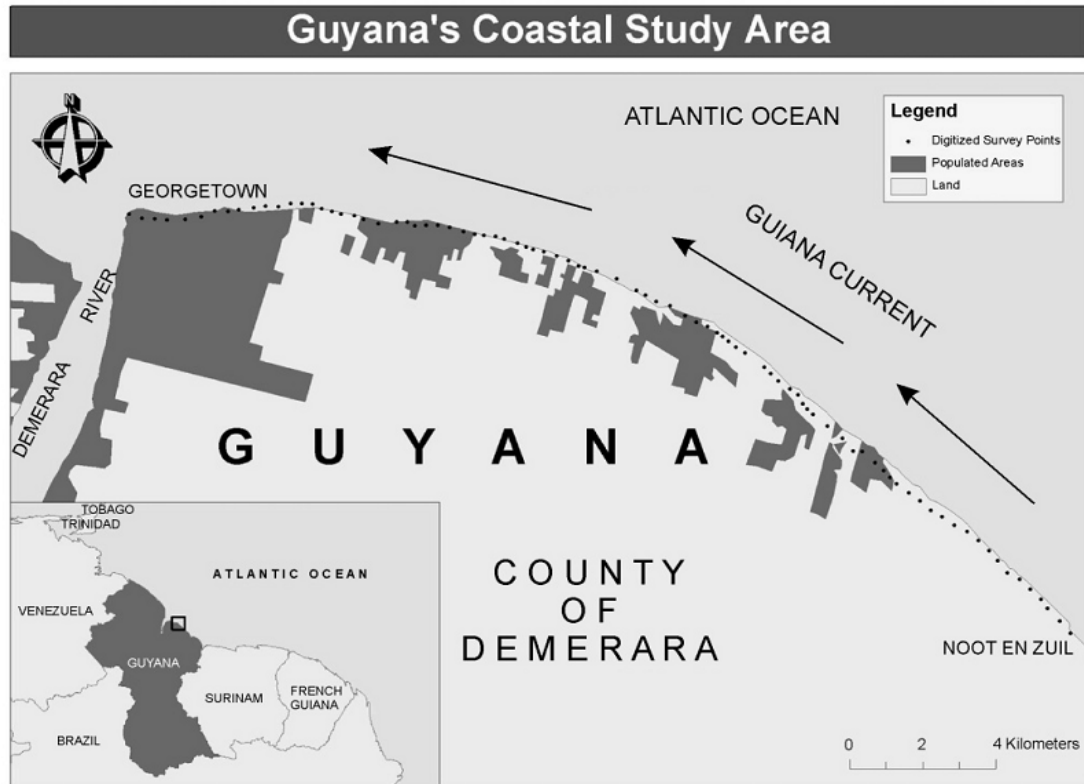 Guyana's Coastal Study Area
N
ATLANTIC OCEAN
Legend
Digitized Survey Points
Populated Areas
Land
GEORGETOWN
GUIANA CURRENT
DEMERARA RIVER
GUYANA
COUNTY
OF
DEMERARA
NOOT EN ZUIL
0 2 4 Kilometers
TOBAGO
TRINIDAD
ATLANTIC OCEAN
VENEZUELA
GUYANA
SURINAM
FRENCH
GUIANA
BRAZIL